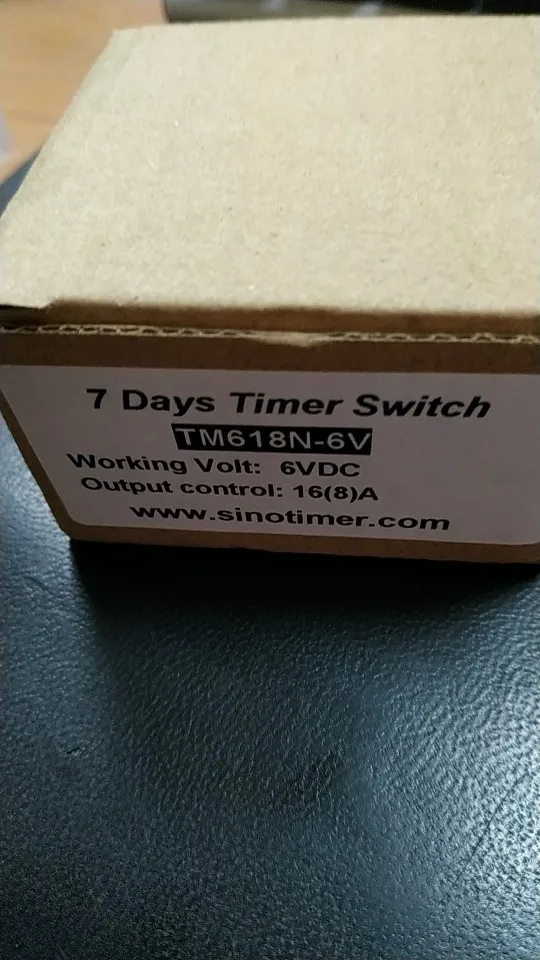 7 Days Timer Switch
TM618N-6V
Working Volt: 6VDC
Output control: 16(8)A
www.sinotimer.com